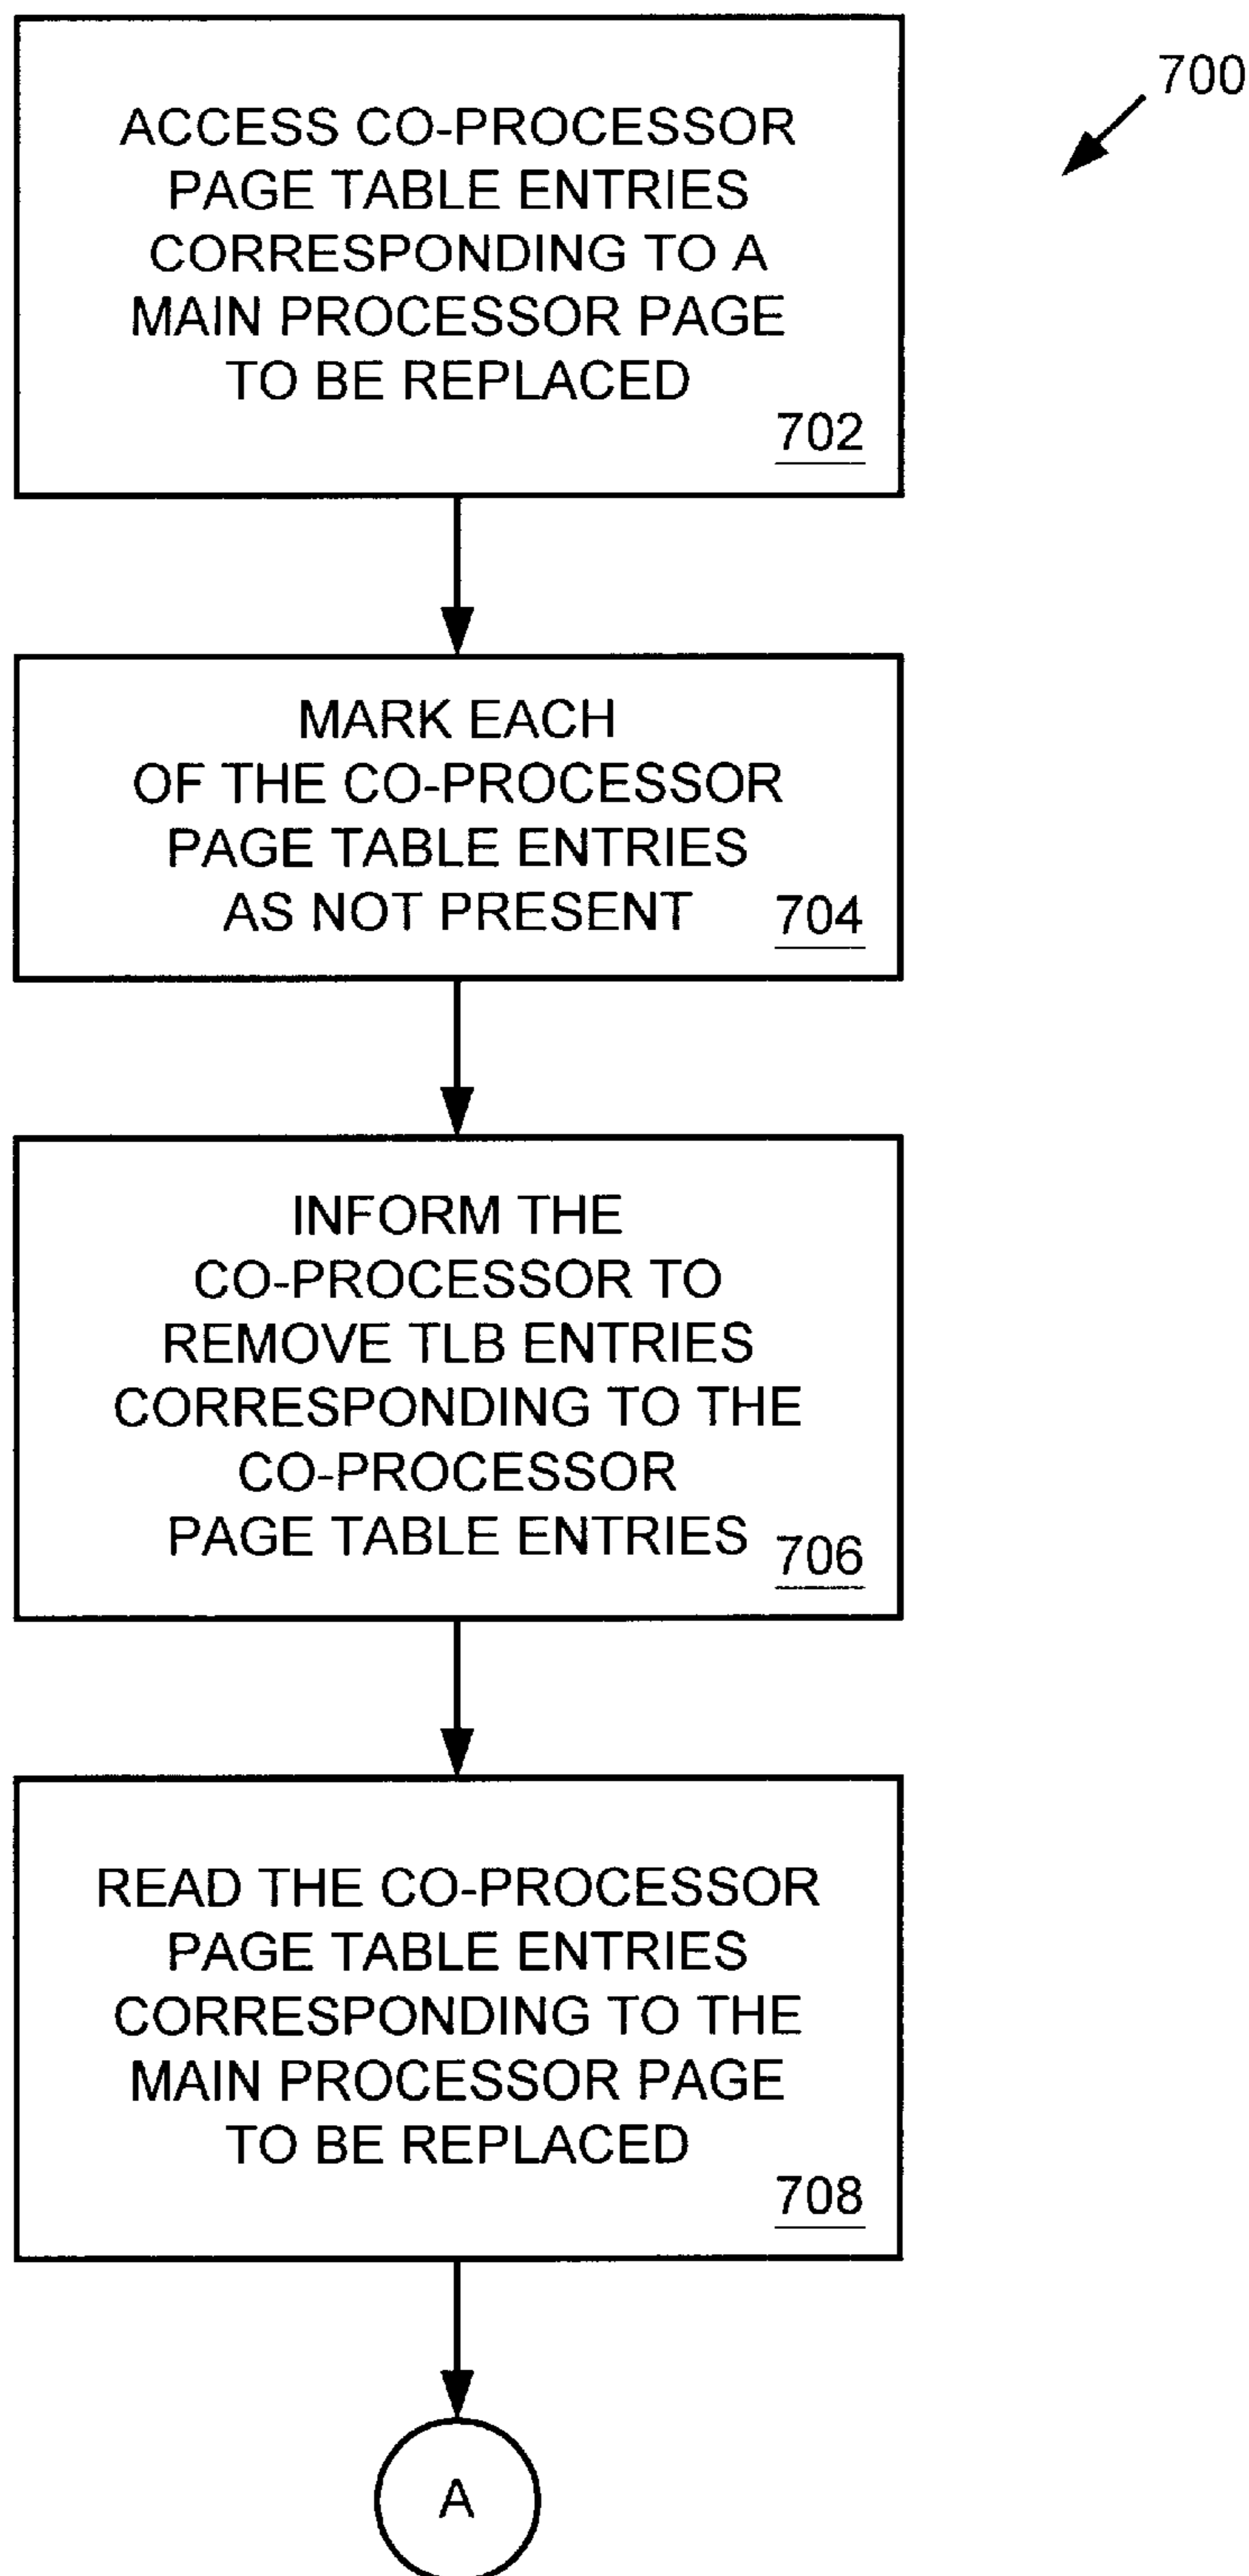 700
ACCESS CO-PROCESSOR
PAGE TABLE ENTRIES
CORRESPONDING TO A
MAIN PROCESSOR PAGE
TO BE REPLACED
702
MARK EACH
OF THE CO-PROCESSOR
PAGE TABLE ENTRIES
AS NOT PRESENT
704
INFORM THE
CO-PROCESSOR TO
REMOVE TLB ENTRIES
CORRESPONDING TO THE
CO-PROCESSOR
PAGE TABLE ENTRIES
706
READ THE CO-PROCESSOR
PAGE TABLE ENTRIES
CORRESPONDING TO THE
MAIN PROCESSOR PAGE
TO BE REPLACED
708
A